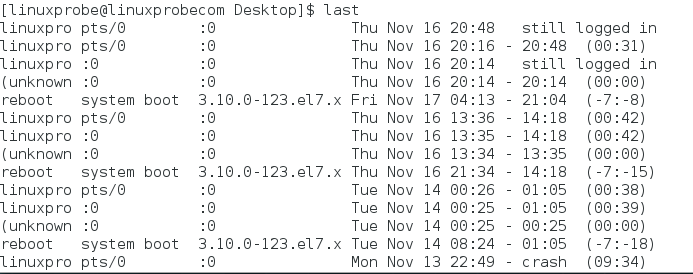 [linuxprobe@linuxprobecom Desktop]$ last
linuxpro pts/0        :0               Thu Nov 16 20:48   still logged in
linuxpro pts/0        :0               Thu Nov 16 20:16 - 20:48  (00:31)
linuxpro :0           :0               Thu Nov 16 20:14   still logged in
(unknown :0           :0               Thu Nov 16 20:14 - 20:14  (00:00)
reboot   system boot  3.10.0-123.el7.x Fri Nov 17 04:13 - 21:04  (-7:-8)
linuxpro pts/0        :0               Thu Nov 16 13:36 - 14:18  (00:42)
linuxpro :0           :0               Thu Nov 16 13:35 - 14:18  (00:42)
(unknown :0           :0               Thu Nov 16 13:34 - 13:35  (00:00)
reboot   system boot  3.10.0-123.el7.x Thu Nov 16 21:34 - 14:18  (-7:-15)
linuxpro pts/0        :0               Tue Nov 14 00:26 - 01:05  (00:38)
linuxpro :0           :0               Tue Nov 14 00:25 - 01:05  (00:39)
(unknown :0           :0               Tue Nov 14 00:25 - 00:25  (00:00)
reboot   system boot  3.10.0-123.el7.x Tue Nov 14 08:24 - 01:05  (-7:-18)
linuxpro pts/0        :0               Mon Nov 13 22:49 - crash  (09:34)